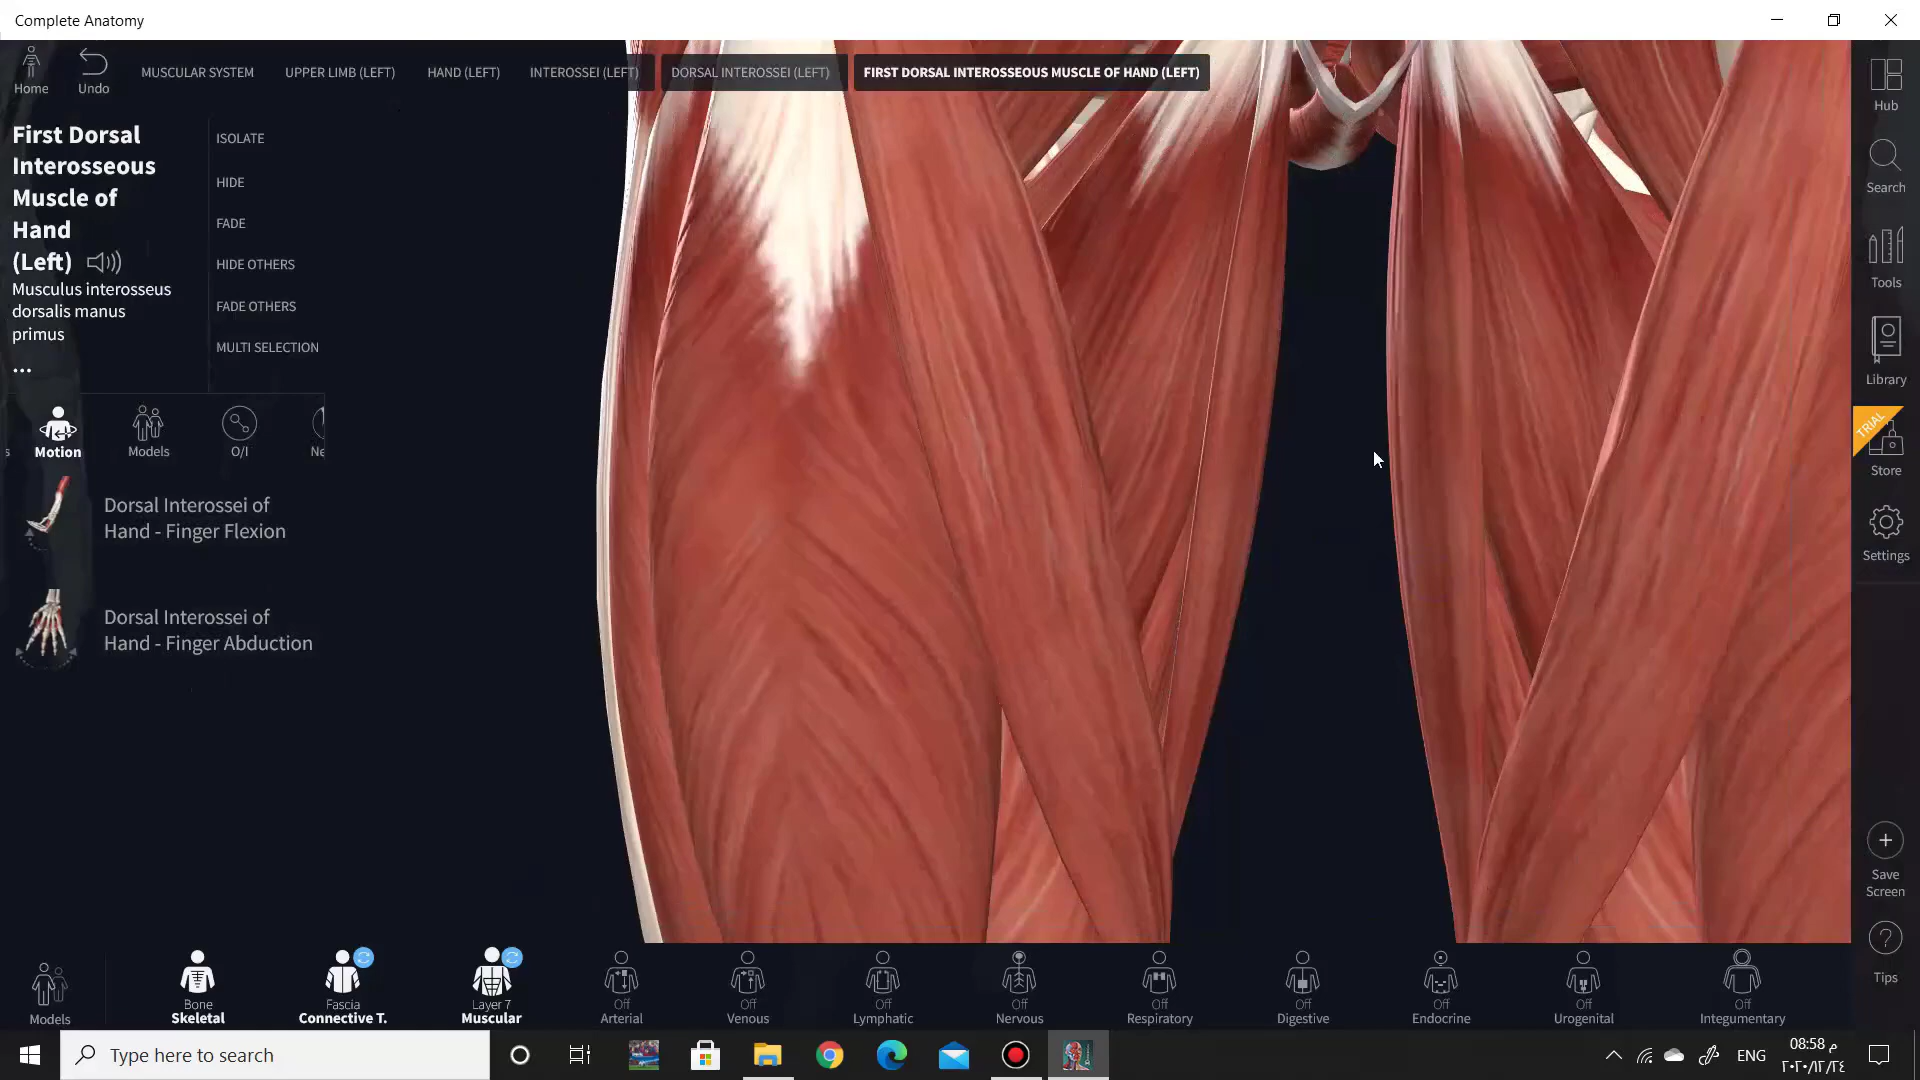 Complete Anatomy
Home
Undo
MUSCULAR SYSTEM
UPPER LIMB (LEFT)
HAND (LEFT)
INTEROSSEI (LEFT)
DORSAL INTEROSSEI (LEFT)
FIRST DORSAL INTEROSSEOUS MUSCLE OF HAND (LEFT)
First Dorsal
Interosseous
Muscle of
Hand
(Left)
Musculus interosseus
dorsalis manus
primus
...
ISOLATE
HIDE
FADE
HIDE OTHERS
FADE OTHERS
MULTI SELECTION
s
Motion
Models
O/I
Ne
Dorsal Interossei of
Hand - Finger Flexion
Dorsal Interossei of
Hand - Finger Abduction
Hub
Search
Tools
Library
TRIAL
Store
Settings
Save
Screen
Tips
Models
Bone
Skeletal
Fascia
Connective T.
Layer 7
Muscular
Off
Arterial
Off
Venous
Off
Lymphatic
Off
Nervous
Off
Respiratory
Off
Digestive
Off
Endocrine
Off
Urogenital
Off
Integumentary
Type here to search
ENG
08:58 م
٢٠٢٠/١٢/٢٤